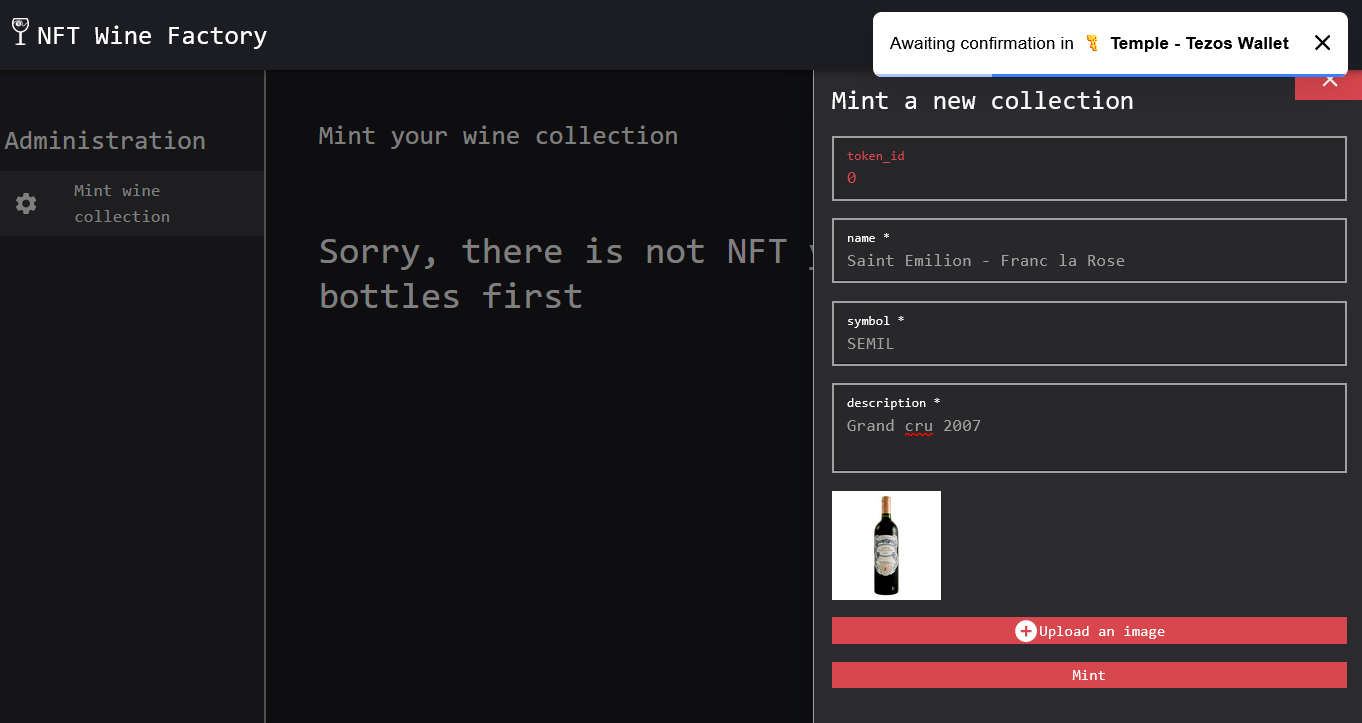 NFT Wine Factory
Awaiting confirmation in Temple - Tezos Wallet
Administration
Mint wine
collection
Mint your wine collection
Sorry, there is not NFT
bottles first
Mint a new collection
token_id
0
name *
Saint Emilion - Franc la Rose
symbol *
SEMIL
description *
Grand cru 2007
Upload an image
Mint